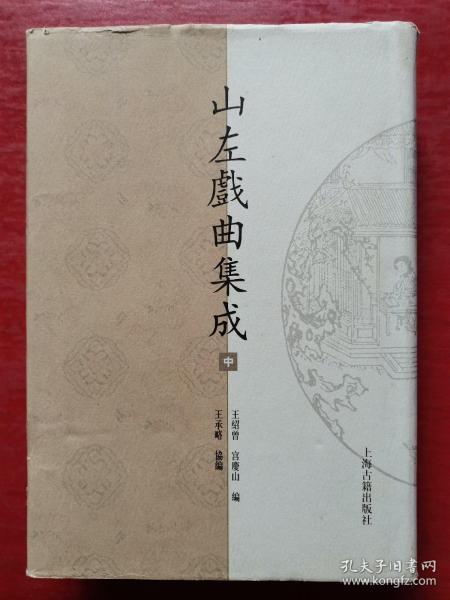 山左戲曲集成
中
王紹曾 宮慶山 編
王承略 協編
上海古籍出版社
孔夫子旧书网
www.kongfz.com